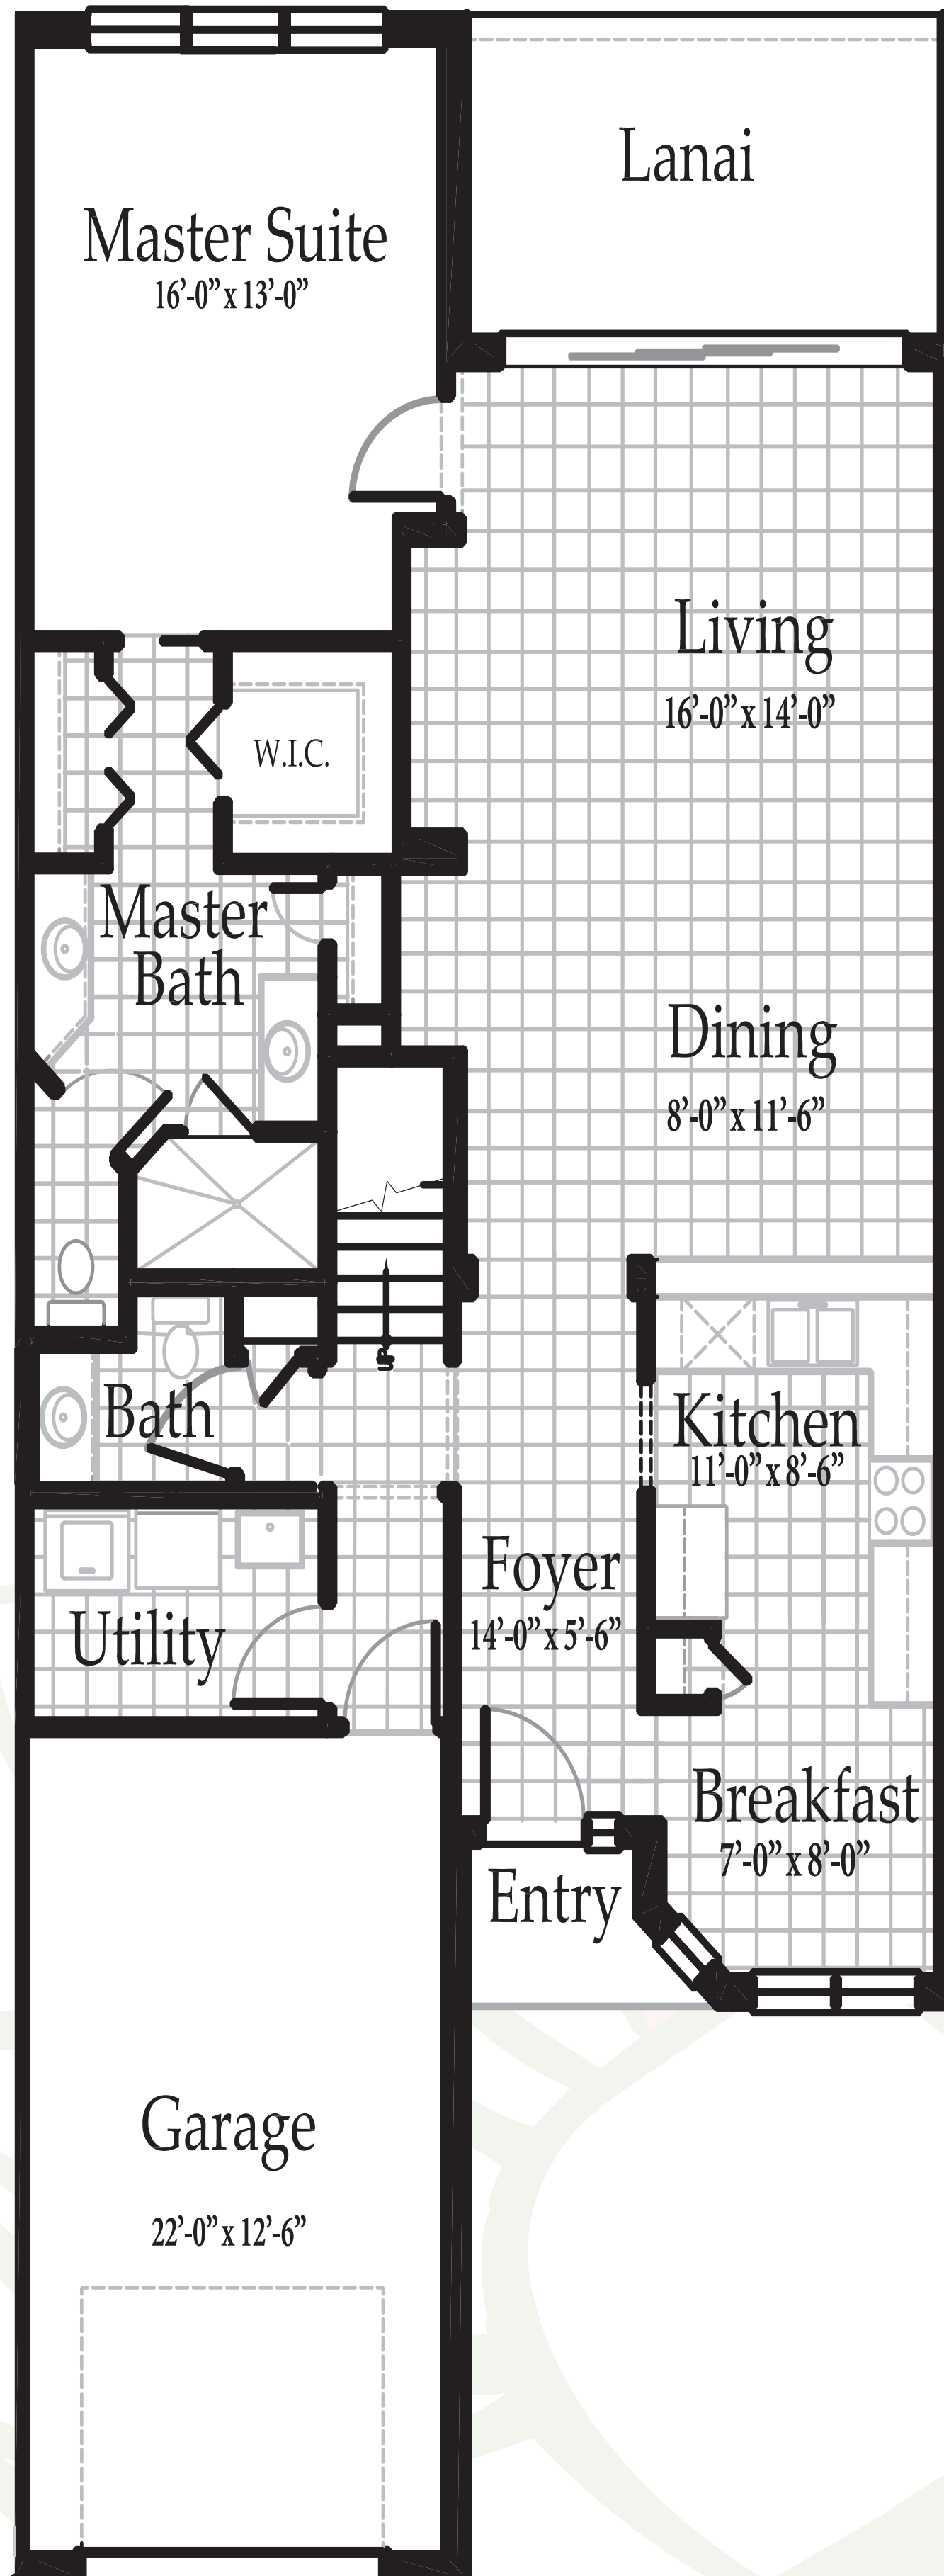 Lanai
Master Suite
16’-0” x 13’-0”
Living
16’-0” x 14’-0”
W.I.C.
Master
Bath
Dining
8’-0” x 11’-6”
UP
Bath
Kitchen
11’-0” x 8’-6”
Foyer
14’-0” x 5’-6”
Utility
Breakfast
7’-0” x 8’-0”
Entry
Garage
22’-0” x 12’-6”